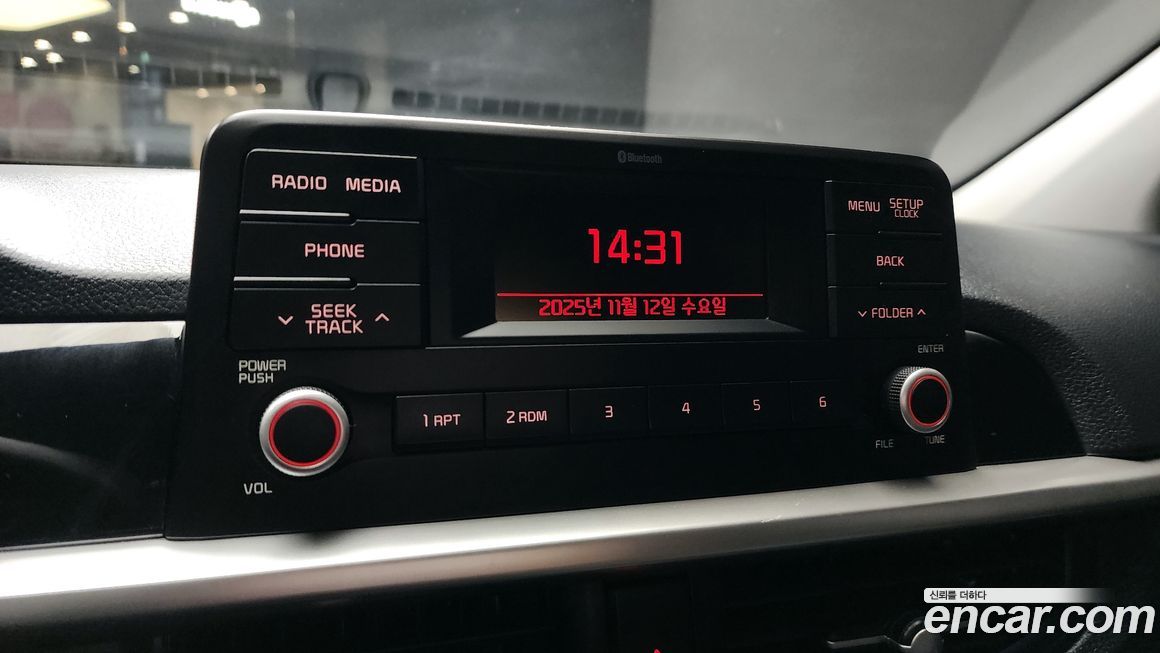 Bluetooth
RADIO MEDIA
PHONE
SEEK
TRACK
14:31
2025년 11월 12일 수요일
MENU SETUP
CLOCK
BACK
FOLDER
POWER
PUSH
VOL
1 RPT
2 RDM
3
4
5
6
ENTER
FILE
TUNE
신뢰를 더하다
encar.com